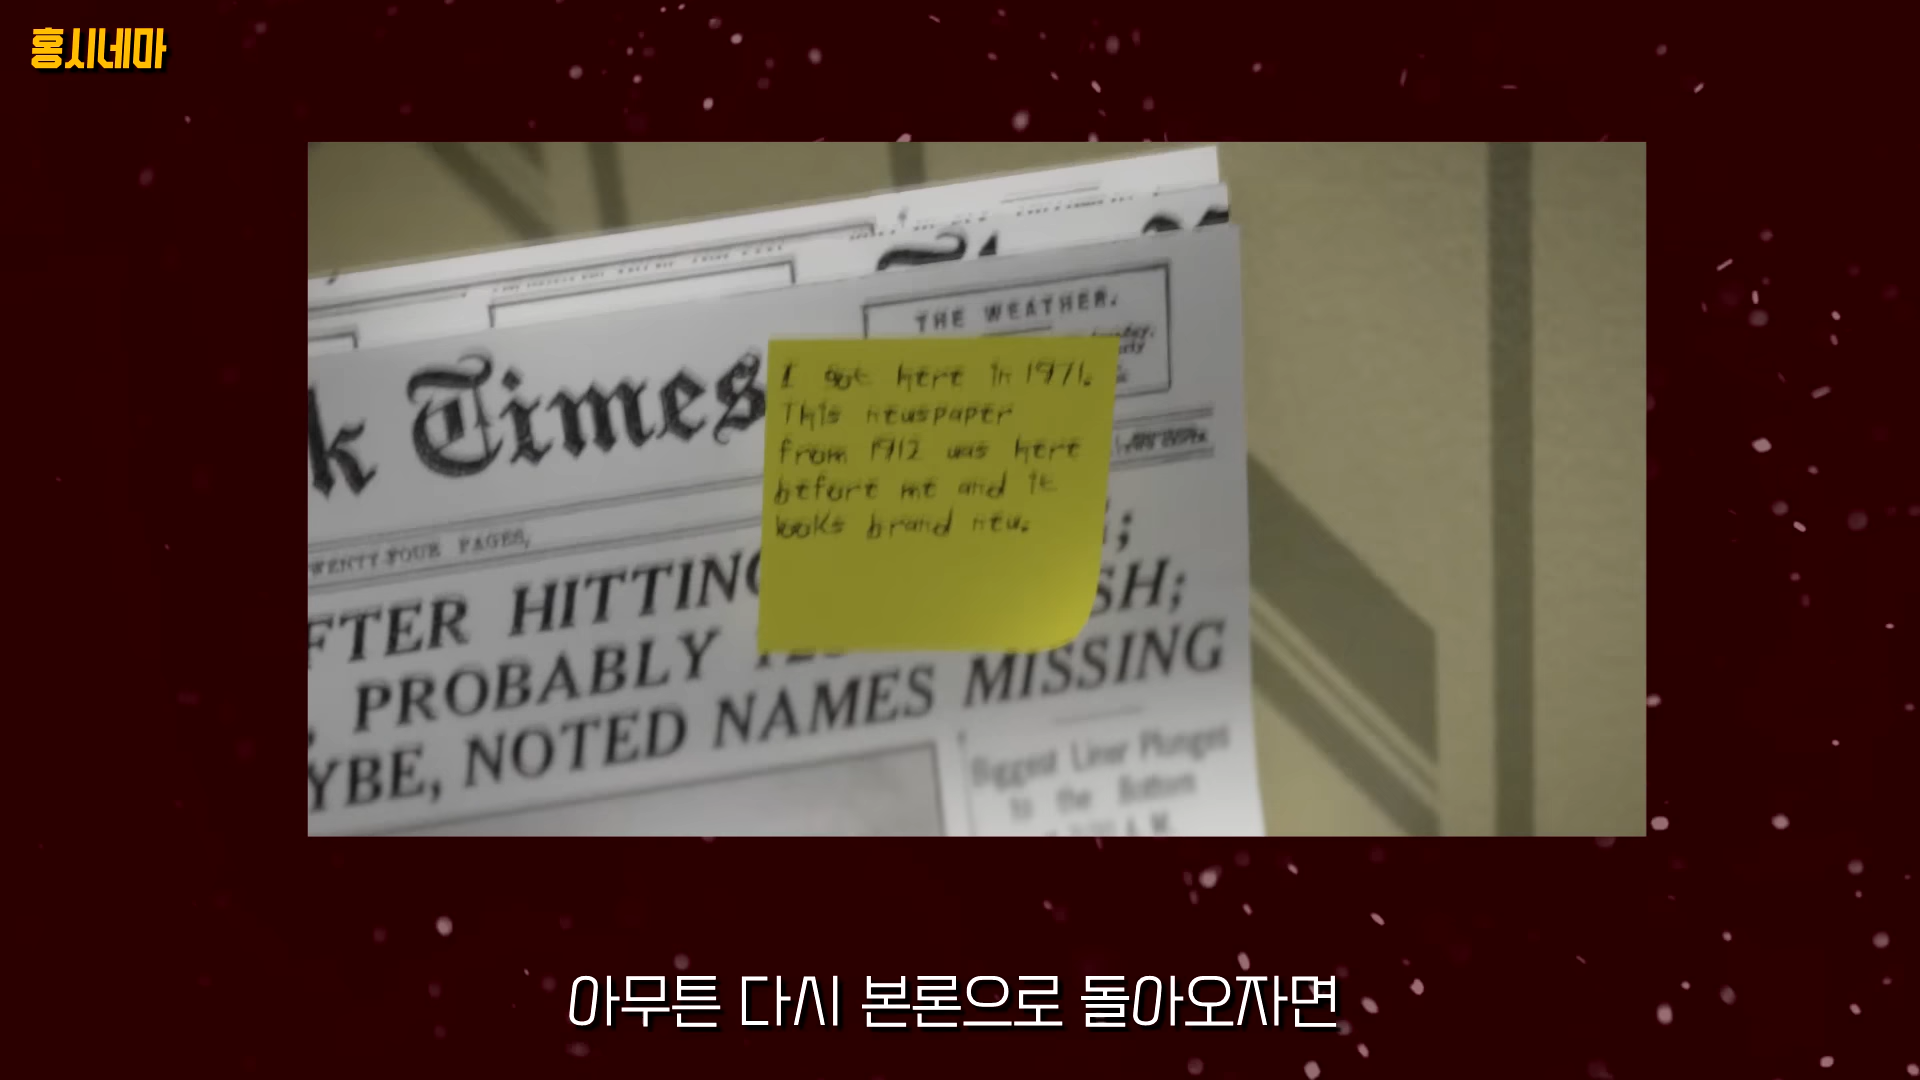 홍시네마
THE WEATHER.
k Times
I got here in 1971.
This newspaper
from 1912 was here
before me and it
looks brand new.
TWENTY-FOUR PAGES,
FTER HITTING
SH;
PROBABLY
YBE, NOTED NAMES MISSING
Biggest Liner Plunges
to the Bottom
A. M.
아무튼 다시 본론으로 돌아오자면